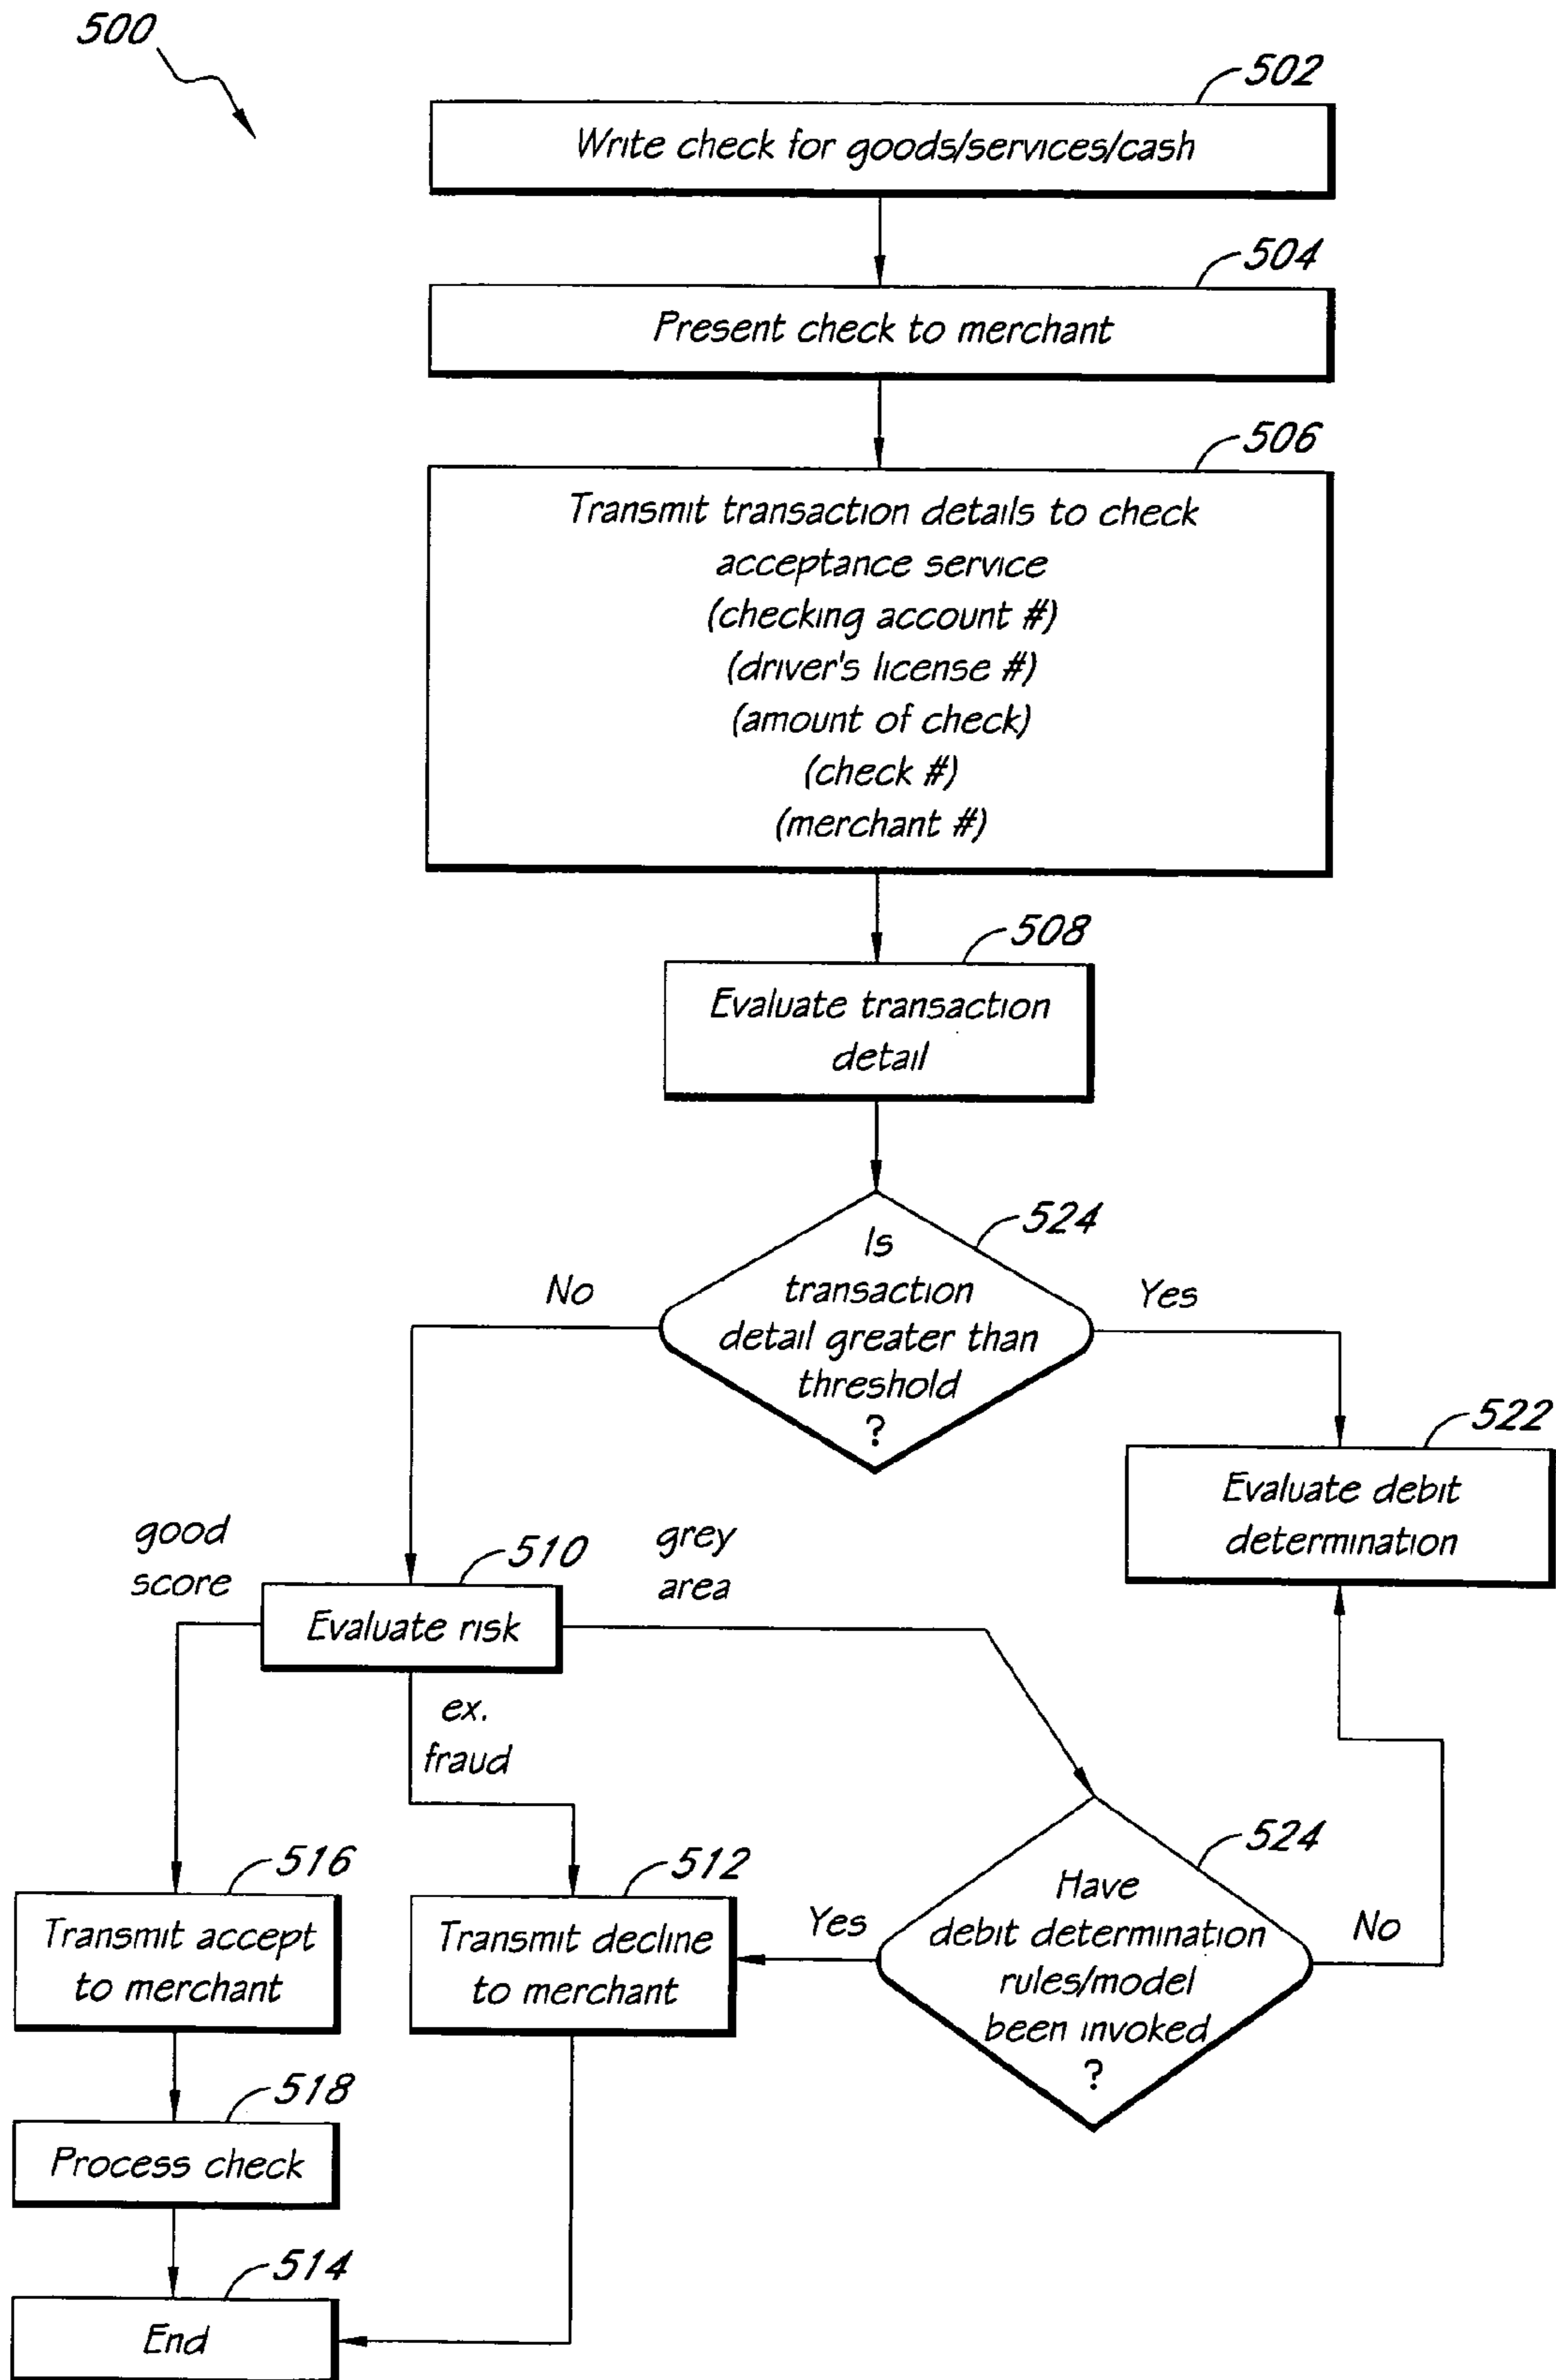 500
502
Write check for goods/services/cash
504
Present check to merchant
506
Transmit transaction details to check
acceptance service
(checking account #)
(driver's license #)
(amount of check)
(check #)
(merchant #)
508
Evaluate transaction
detail
524
Is
transaction
detail greater than
threshold
?
No
Yes
522
Evaluate debit
determination
good
score
510
grey
area
Evaluate risk
ex.
fraud
516
Transmit accept
to merchant
512
Transmit decline
to merchant
524
Have
debit determination
rules/model
been invoked
?
Yes
No
518
Process check
514
End